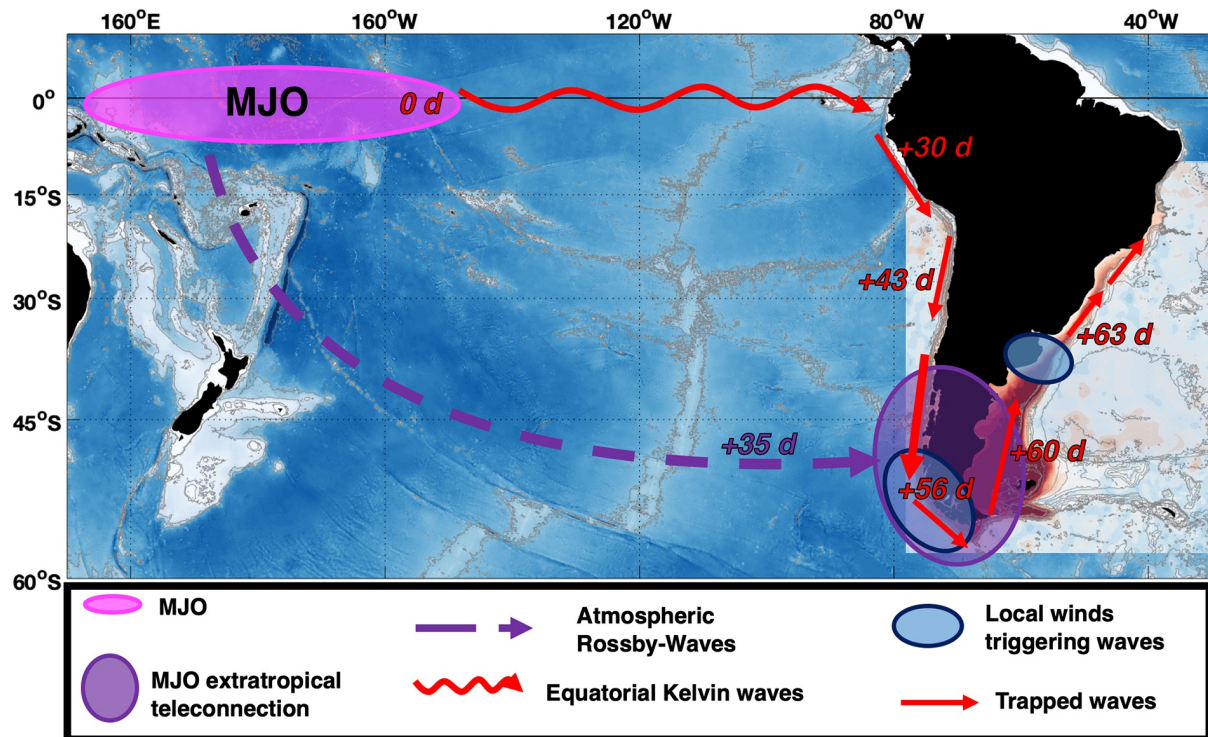 160°E 160°W 120°W 80°W 40°W
0°
MJO
0 d
+30 d
15°S
+43 d
30°S
+63 d
45°S
+35 d
+60 d
+56 d
60°S
MJO
Atmospheric
Rossby-Waves
Local winds
triggering waves
MJO extratropical
teleconnection
Equatorial Kelvin waves
Trapped waves